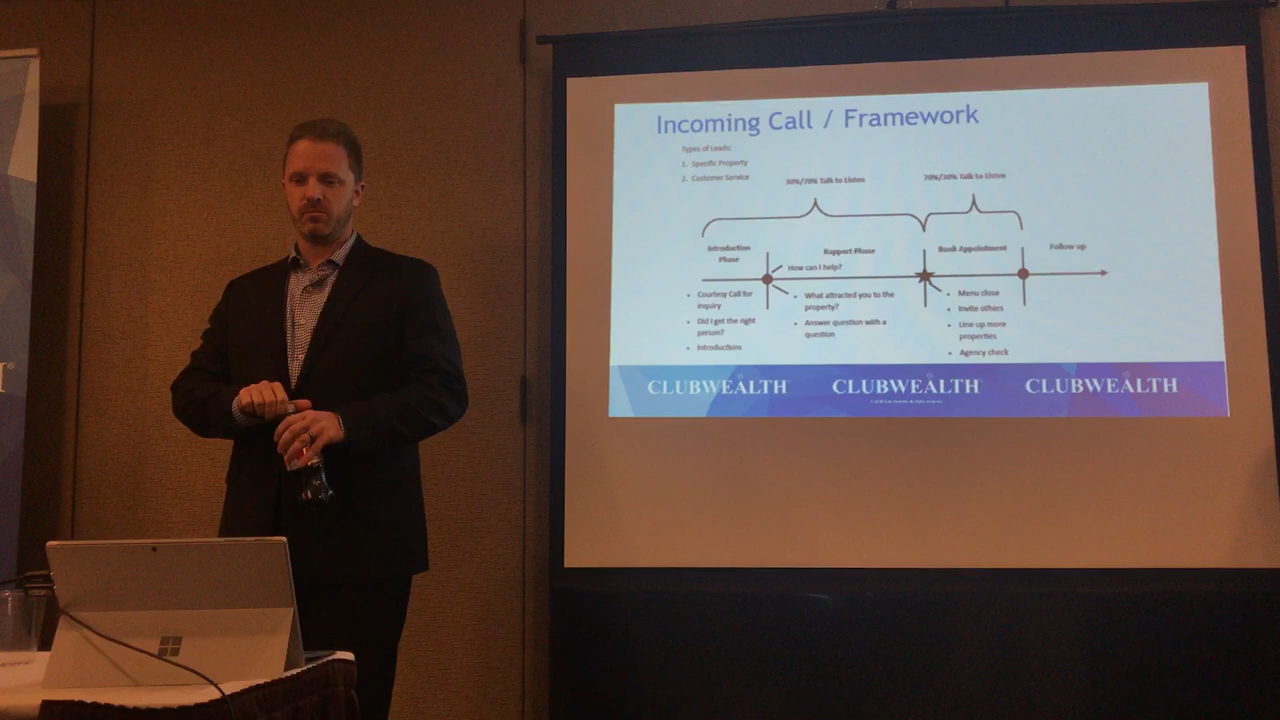 Incoming Call / Framework
Types of Leads:
1. Specific Property
2. Customer Service
30%/70% Talk to Listen
70%/30% Talk to Listen
Introduction
Phase
Rapport Phase
Book Appointment
Follow up
How can I help?
• Courtesy Call for
inquiry
• Did I get the right
person?
• Introductions
• What attracted you to the
property?
• Answer question with a
question
• Menu close
• Invite others
• Line up more
properties
• Agency check
CLUBWEALTH CLUBWEALTH CLUBWEALTH